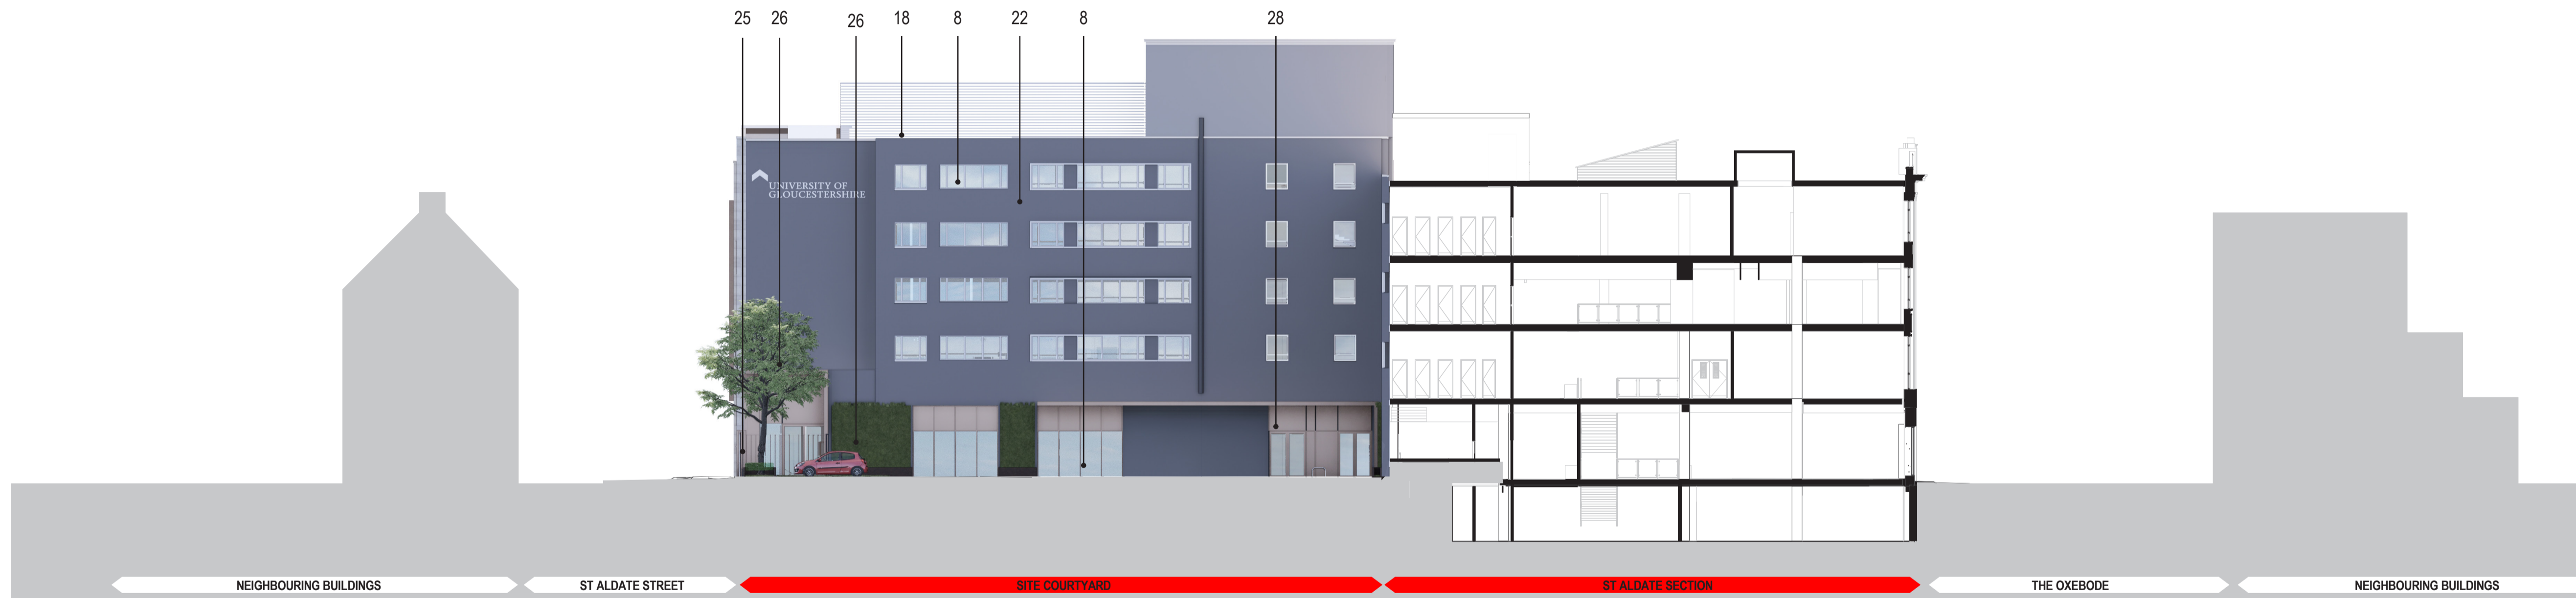 25 26 26 18 8 22 8 28
UNIVERSITY OF
GLOUCESTERSHIRE
NEIGHBOURING BUILDINGS
ST ALDATE STREET
SITE COURTYARD
ST ALDATE SECTION
THE OXEBODE
NEIGHBOURING BUILDINGS